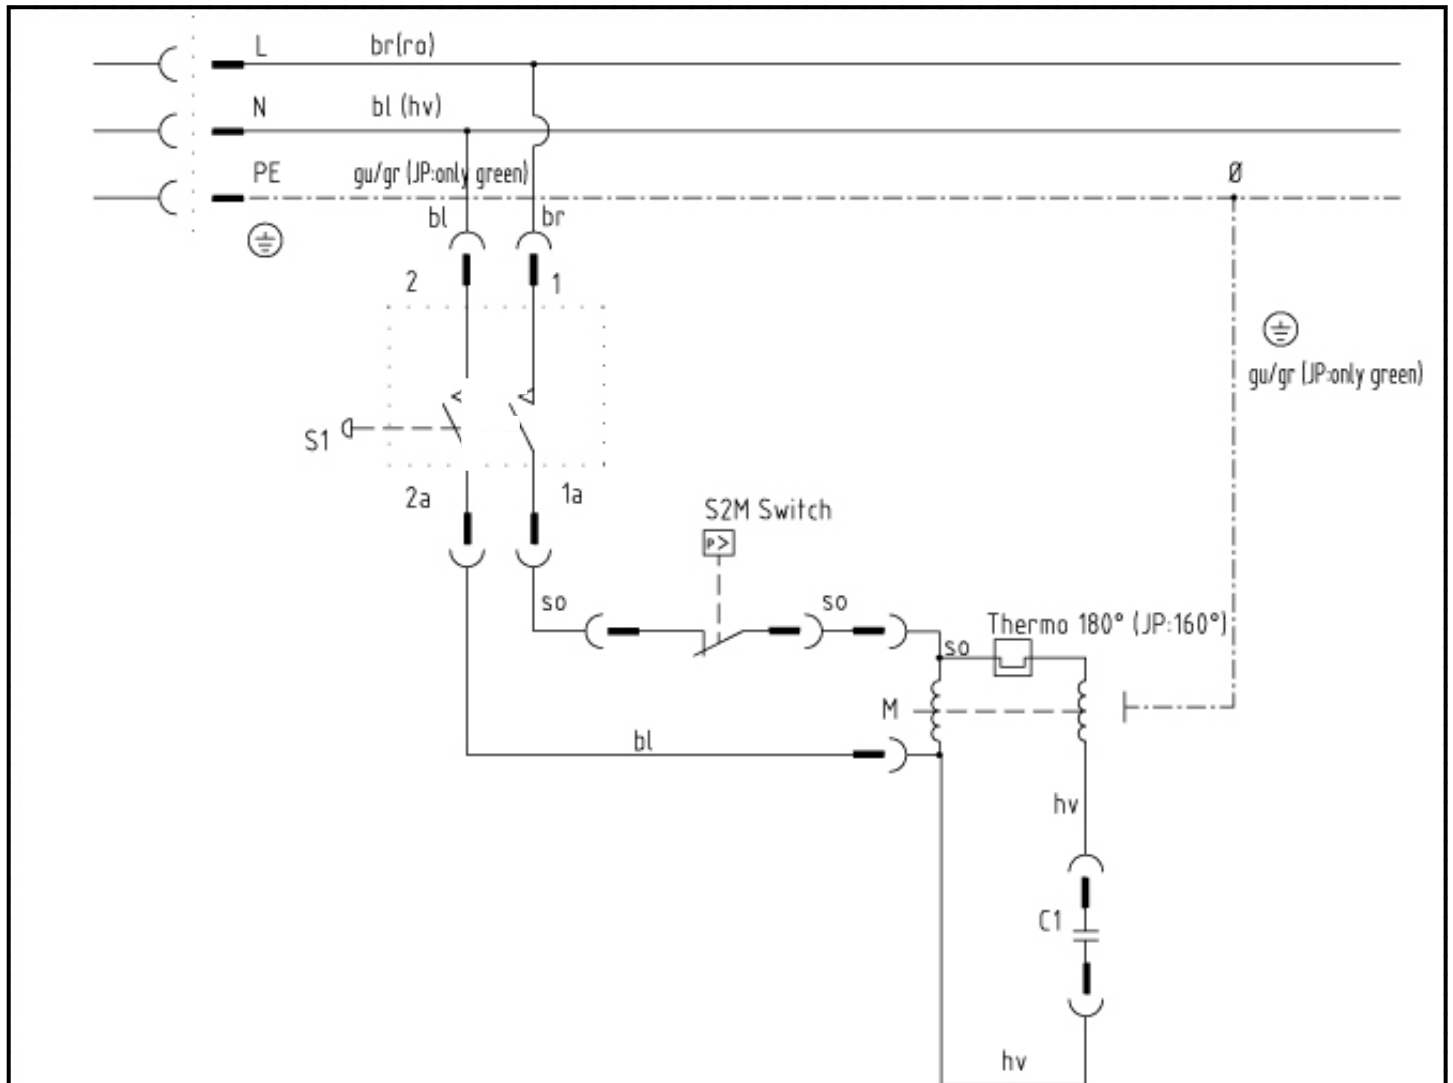 L br(ro)
N bl (hv)
PE gu/gr (JP:only green)
Ø
bl br
2 1
gu/gr (JP:only green)
S1
2a 1a
S2M Switch
P>
so so
Thermo 180° (JP:160°)
so
M
bl
hv
C1
hv